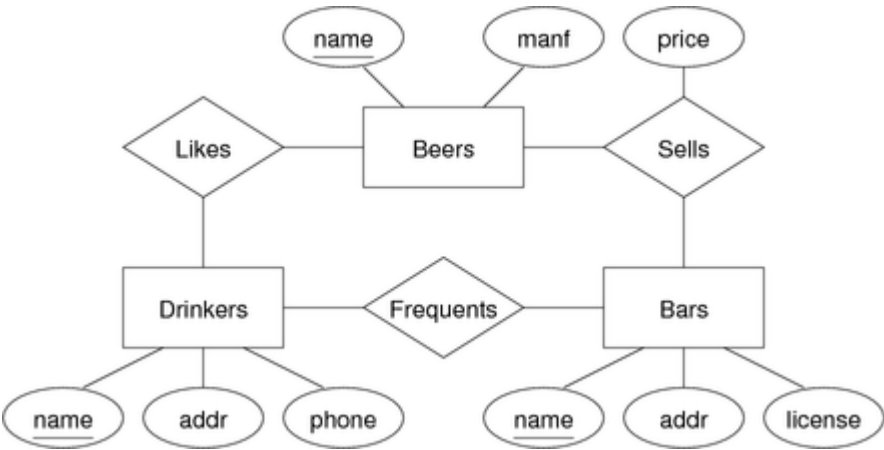 name
manf
price
Likes
Beers
Sells
Drinkers
Frequents
Bars
name
addr
phone
name
addr
license